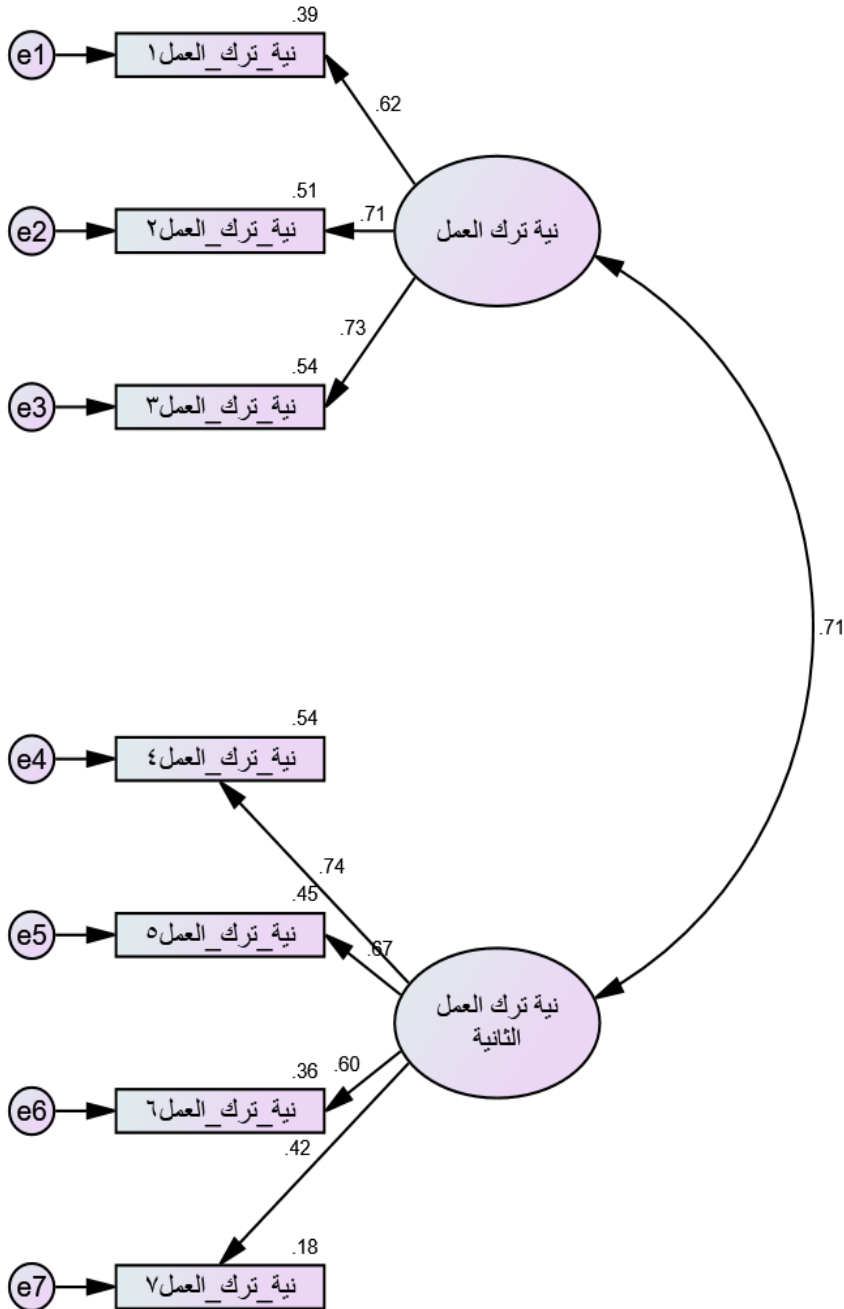 .39
e1
نية_ترك_العمل١
.62
.51
e2
نية_ترك_العمل٢
.71
نية ترك العمل
.73
.54
e3
نية_ترك_العمل٣
.71
.54
e4
نية_ترك_العمل٤
.74
.45
e5
نية_ترك_العمل٥
.67
نية ترك العمل
الثانية
.36
.60
e6
نية_ترك_العمل٦
.42
.18
e7
نية_ترك_العمل٧